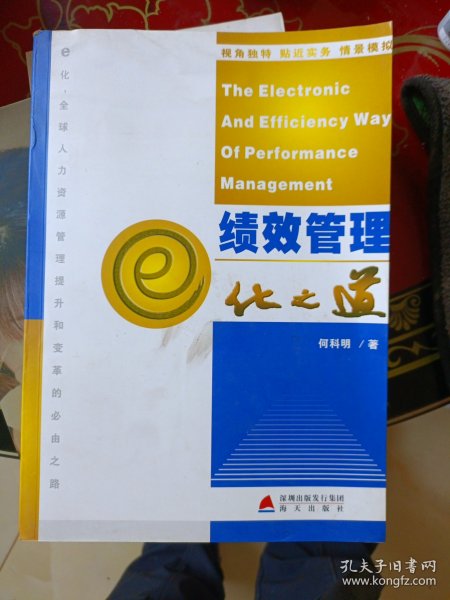 视角独特 贴近实务 情景模拟
The Electronic
And Efficiency Way
Of Performance
Management
绩效管理
e
化之道
何科明 / 著
e化,全球人力资源管理提升和变革的必由之路
深圳出版发行集团
海天出版社
孔夫子旧书网
www.kongfz.com